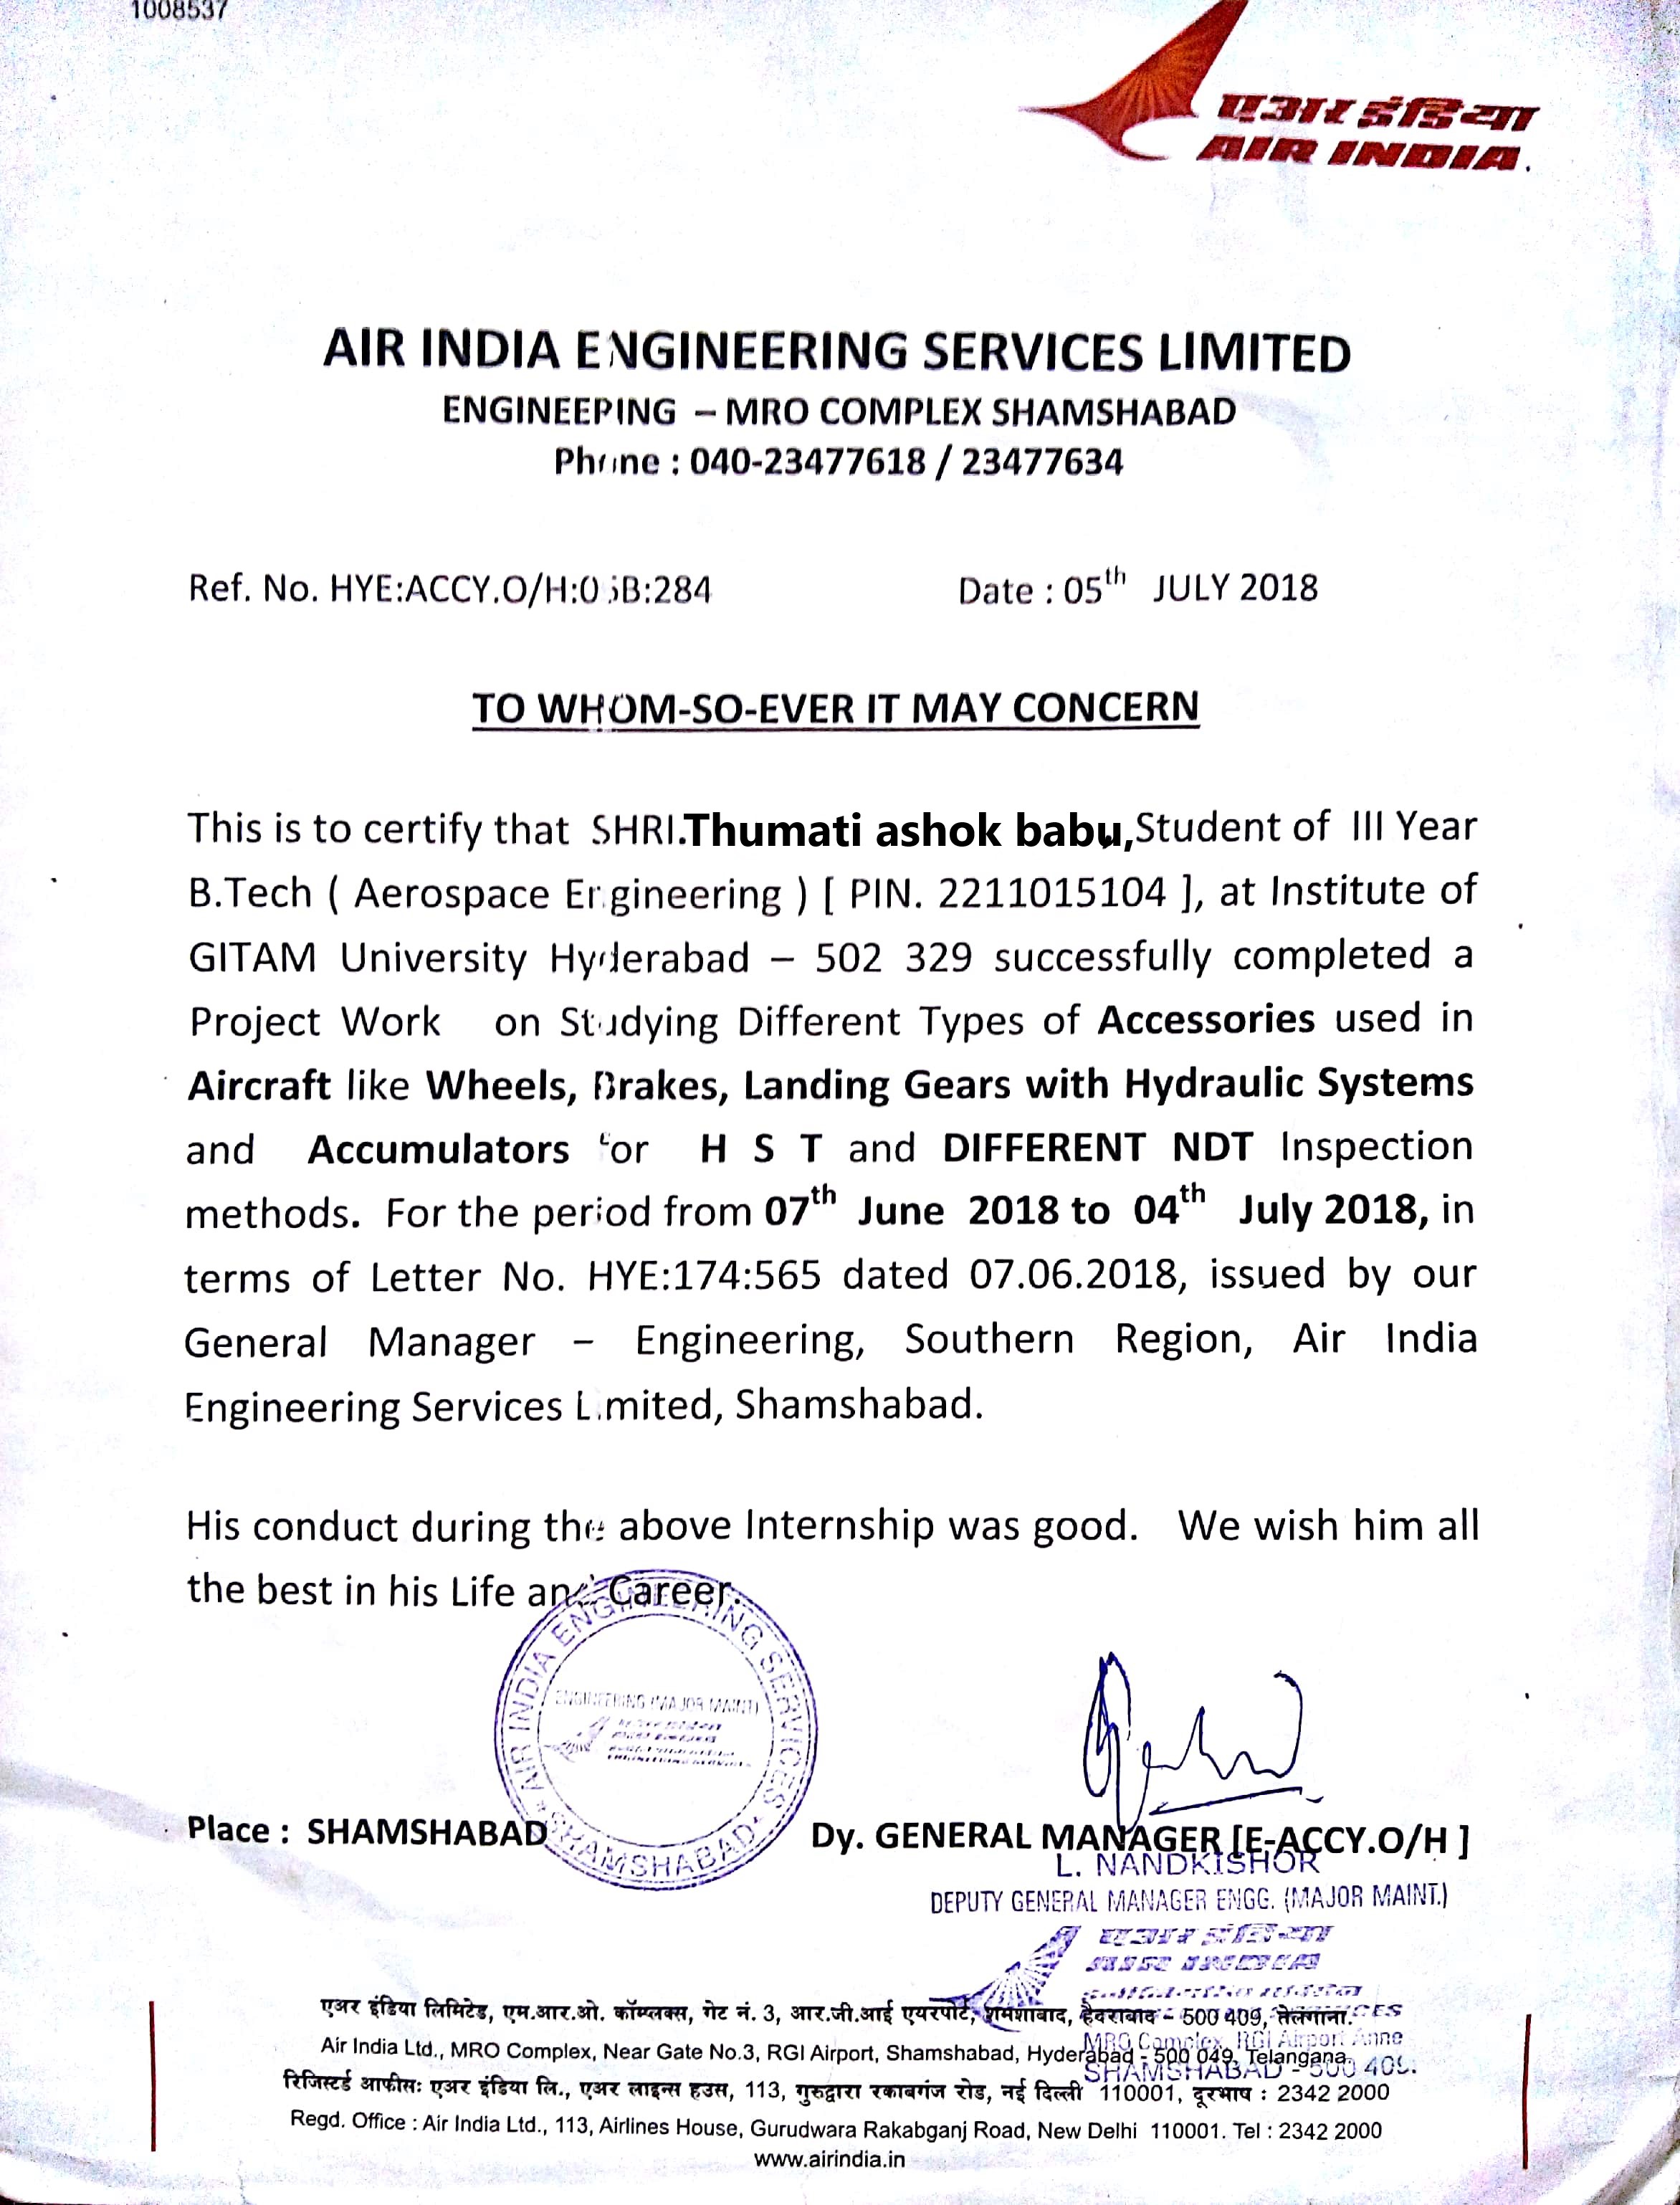 1008537
एअर इंडिया
AIR INDIA
AIR INDIA ENGINEERING SERVICES LIMITED
ENGINEERING – MRO COMPLEX SHAMSHABAD
Phone : 040-23477618 / 23477634
Ref. No. HYE:ACCY.O/H: :284 Date : 05th JULY 2018
TO WHOM-SO-EVER IT MAY CONCERN
This is to certify that SHRI.Thumati ashok babu,Student of III Year
B.Tech ( Aerospace Engineering ) [ PIN. 2211015104 ], at Institute of
GITAM University Hyderabad – 502 329 successfully completed a
Project Work on Studying Different Types of Accessories used in
Aircraft like Wheels, Brakes, Landing Gears with Hydraulic Systems
and Accumulators for H S T and DIFFERENT NDT Inspection
methods. For the period from 07th June 2018 to 04th July 2018, in
terms of Letter No. HYE:174:565 dated 07.06.2018, issued by our
General Manager – Engineering, Southern Region, Air India
Engineering Services Limited, Shamshabad.
His conduct during the above Internship was good. We wish him all
the best in his Life and Career.
AIR INDIA ENGINEERING SERVICES
ENGINEERING (MAJOR MAINT)
SHAMSHABAD
Place : SHAMSHABAD
Dy. GENERAL MANAGER [E-ACCY.O/H ]
L. NANDKISHOR
DEPUTY GENERAL MANAGER ENGG. (MAJOR MAINT.)
एअर इंडिया
AIR INDIA
एअर इंडिया लिमिटेड, एम.आर.ओ. कॉम्प्लक्स, गेट नं. 3, आर.जी.आई एयरपोर्ट, शमशाबाद, हैदराबाद – 500 409, तेलंगाना.
MRO Complex, RGI Airport Anne
Air India Ltd., MRO Complex, Near Gate No.3, RGI Airport, Shamshabad, Hyderabad - 500 049, Telangana.
SHAMSHABAD - 500 409.
रजिस्टर्ड आफीसः एअर इंडिया लि., एअर लाइन्स हउस, 113, गुरुद्वारा रकाबगंज रोड, नई दिल्ली 110001, दूरभाष : 2342 2000
Regd. Office : Air India Ltd., 113, Airlines House, Gurudwara Rakabganj Road, New Delhi 110001. Tel : 2342 2000
www.airindia.in